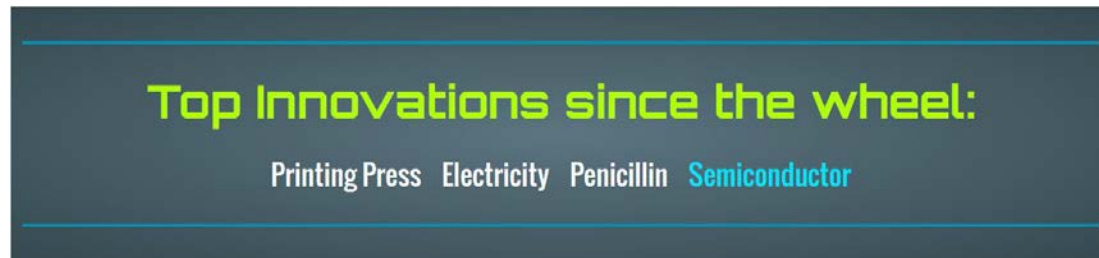 Top Innovations since the wheel:
Printing Press Electricity Penicillin Semiconductor